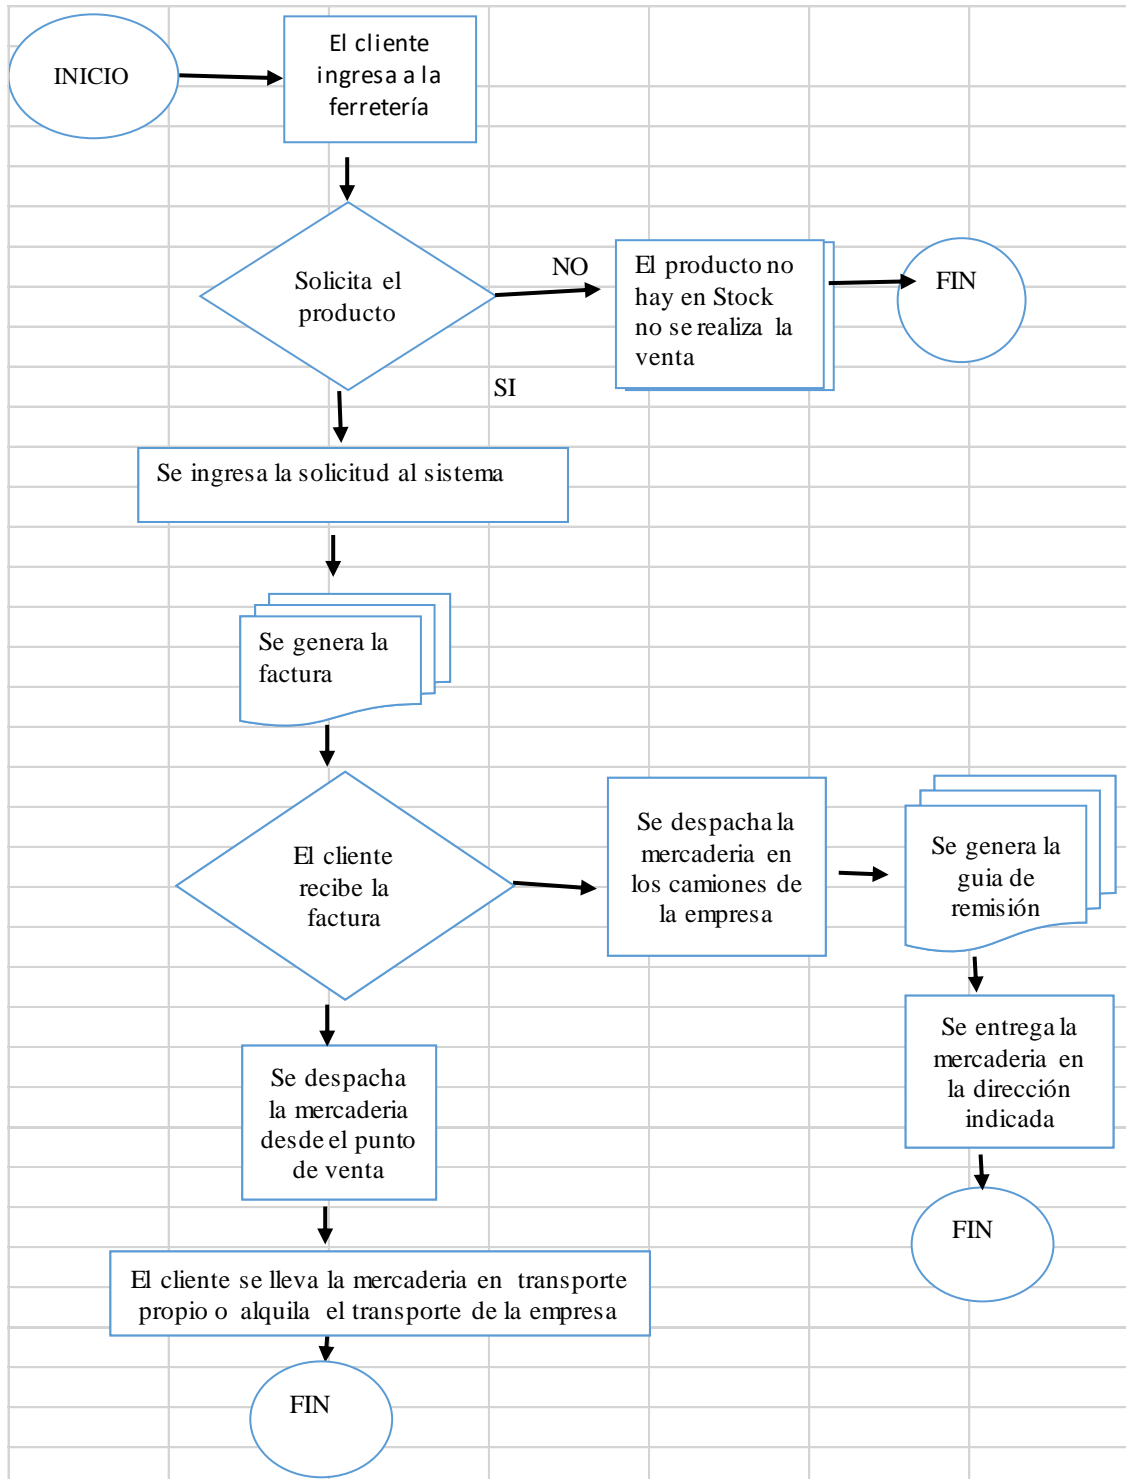 INICIO
El cliente
ingresa a la
ferretería
Solicita el
producto
NO
El producto no
hay en Stock
no se realiza la
venta
FIN
SI
Se ingresa la solicitud al sistema
Se genera la
factura
El cliente
recibe la
factura
Se despacha la
mercaderia en
los camiones de
la empresa
Se genera la
guia de
remisión
Se entrega la
mercaderia en
la dirección
indicada
FIN
Se despacha
la mercaderia
desde el punto
de venta
El cliente se lleva la mercaderia en transporte
propio o alquila el transporte de la empresa
FIN